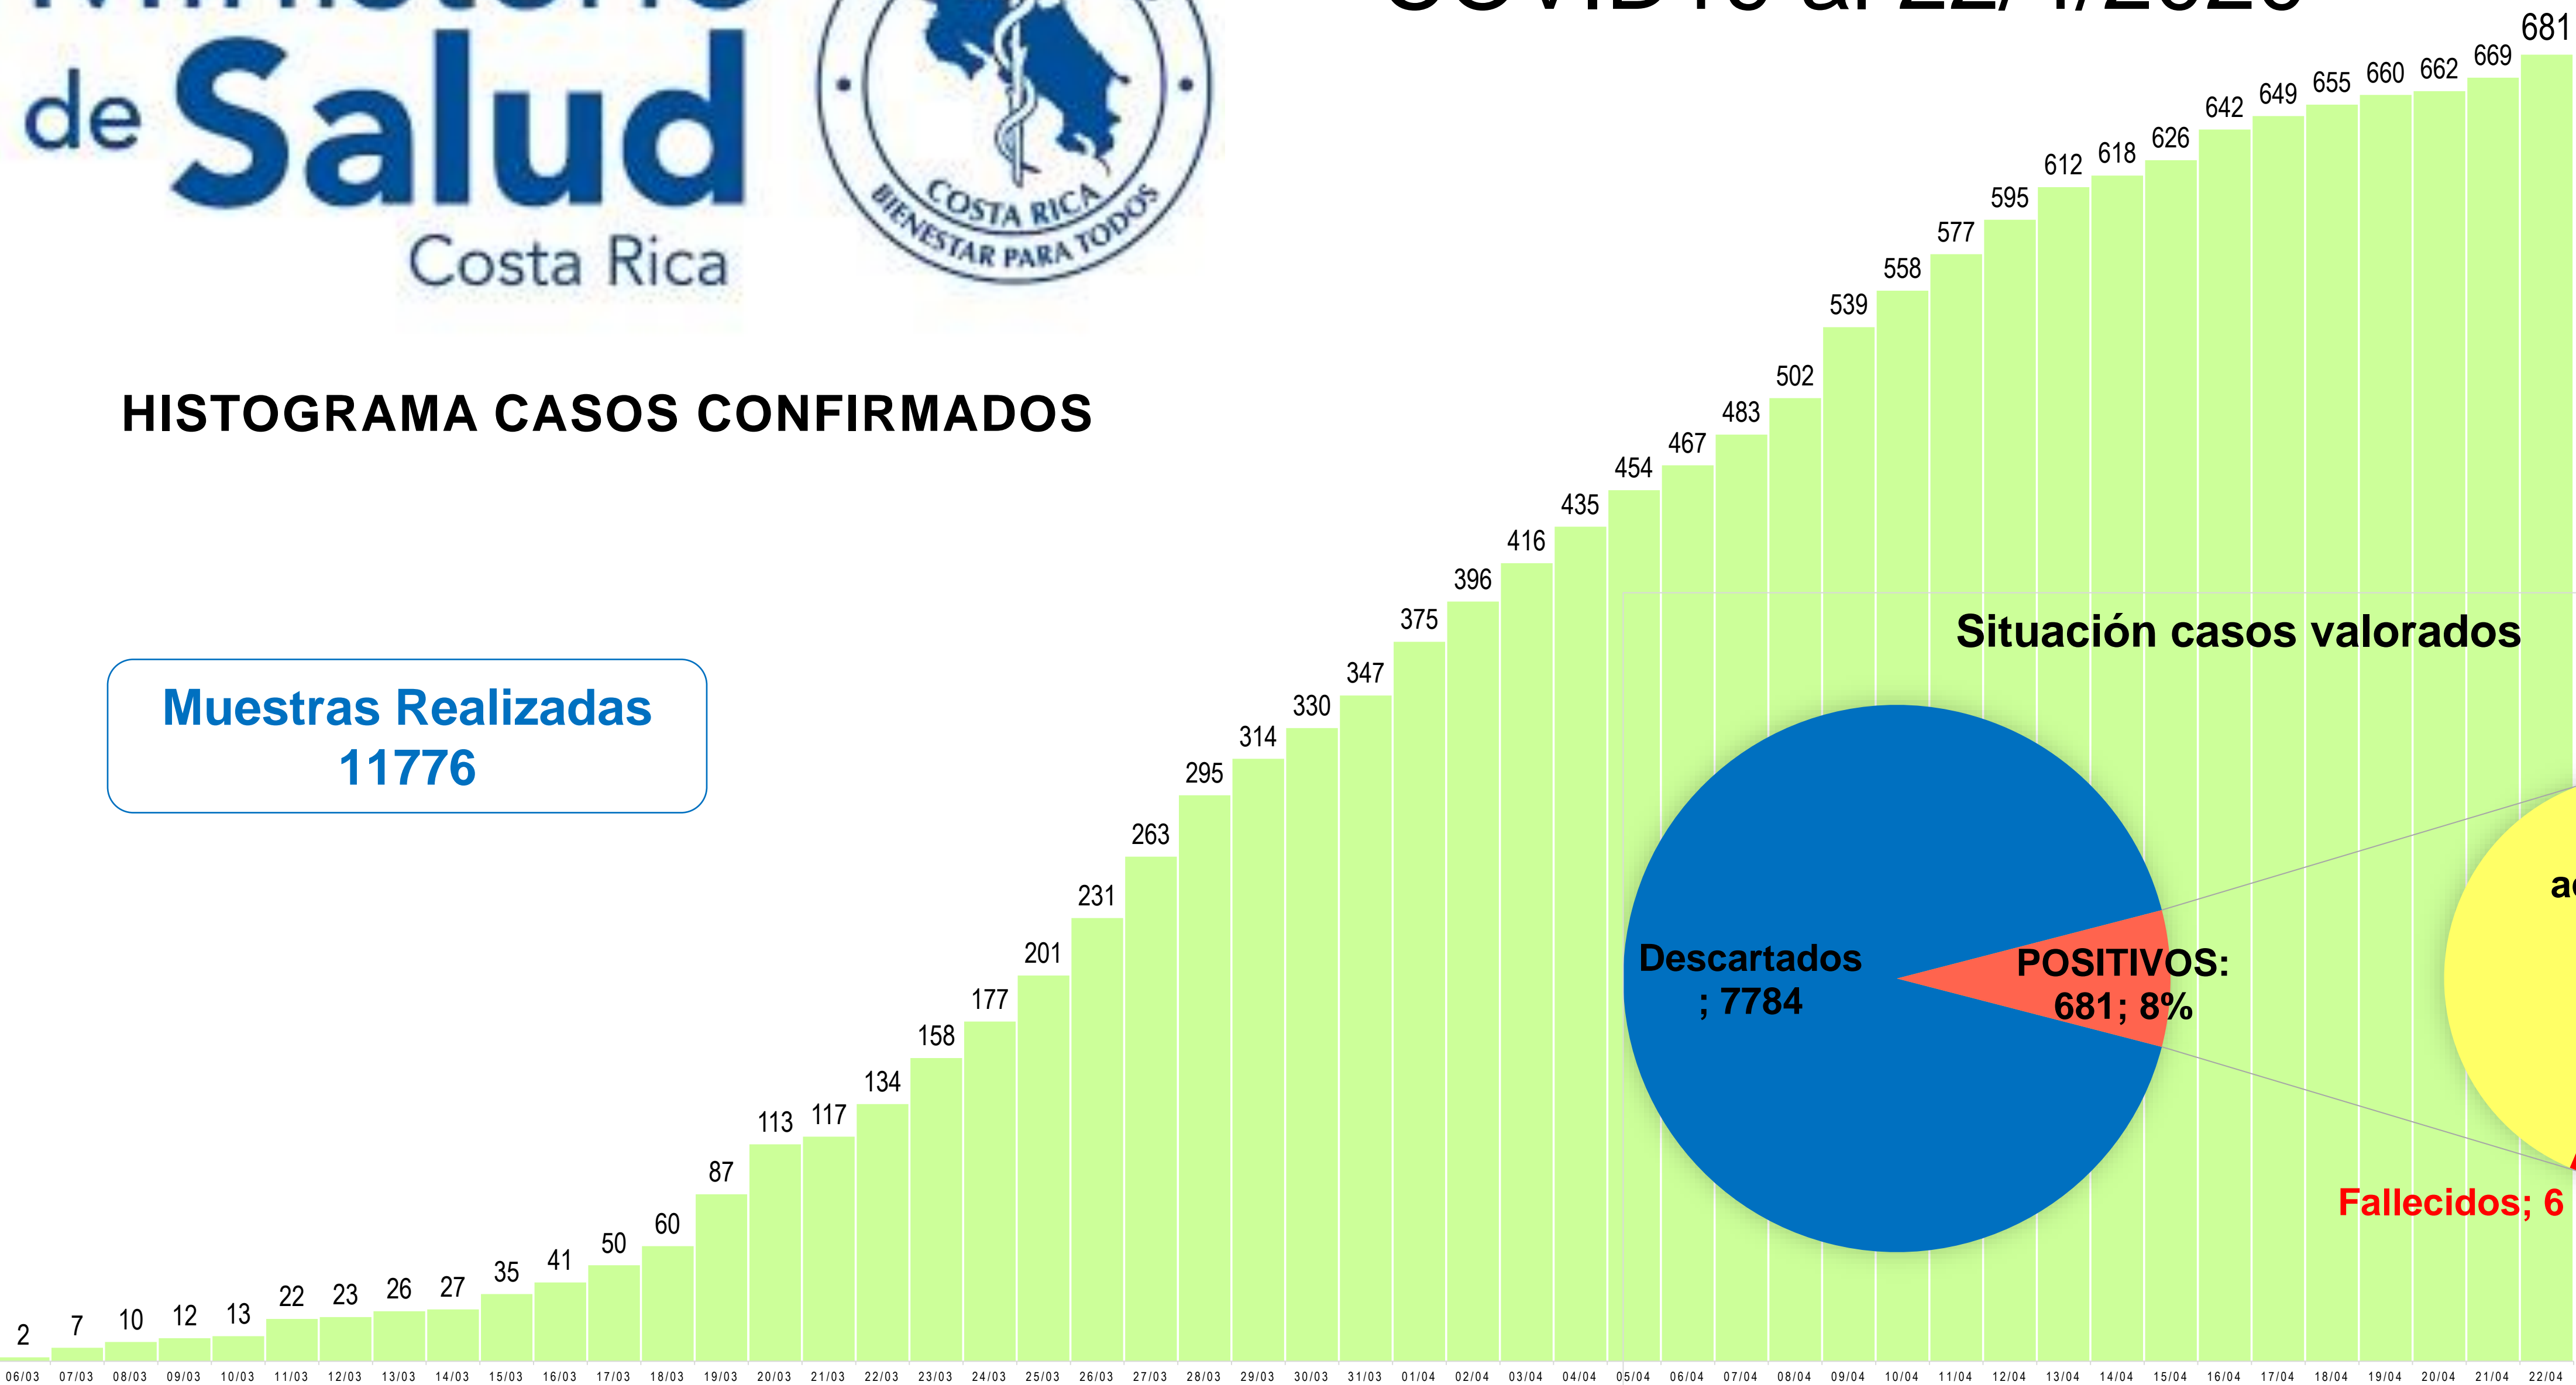 Ministerio
de Salud
Costa Rica
COSTA RICA
BIENESTAR PARA TODOS
HISTOGRAMA CASOS CONFIRMADOS
Muestras Realizadas
11776
2 7 10 12 13 22 23 26 27 35 41 50 60 87 113 117 134 158 177 201 231 263 295 314 330 347 375 396 416 435 454 467 483 502 539 558 577 595 612 618 626 642 649 655 660 662 669 681
Situación casos valorados
Descartados
; 7784
POSITIVOS:
681; 8%
Fallecidos; 6
06/03 07/03 08/03 09/03 10/03 11/03 12/03 13/03 14/03 15/03 16/03 17/03 18/03 19/03 20/03 21/03 22/03 23/03 24/03 25/03 26/03 27/03 28/03 29/03 30/03 31/03 01/04 02/04 03/04 04/04 05/04 06/04 07/04 08/04 09/04 10/04 11/04 12/04 13/04 14/04 15/04 16/04 17/04 18/04 19/04 20/04 21/04 22/04